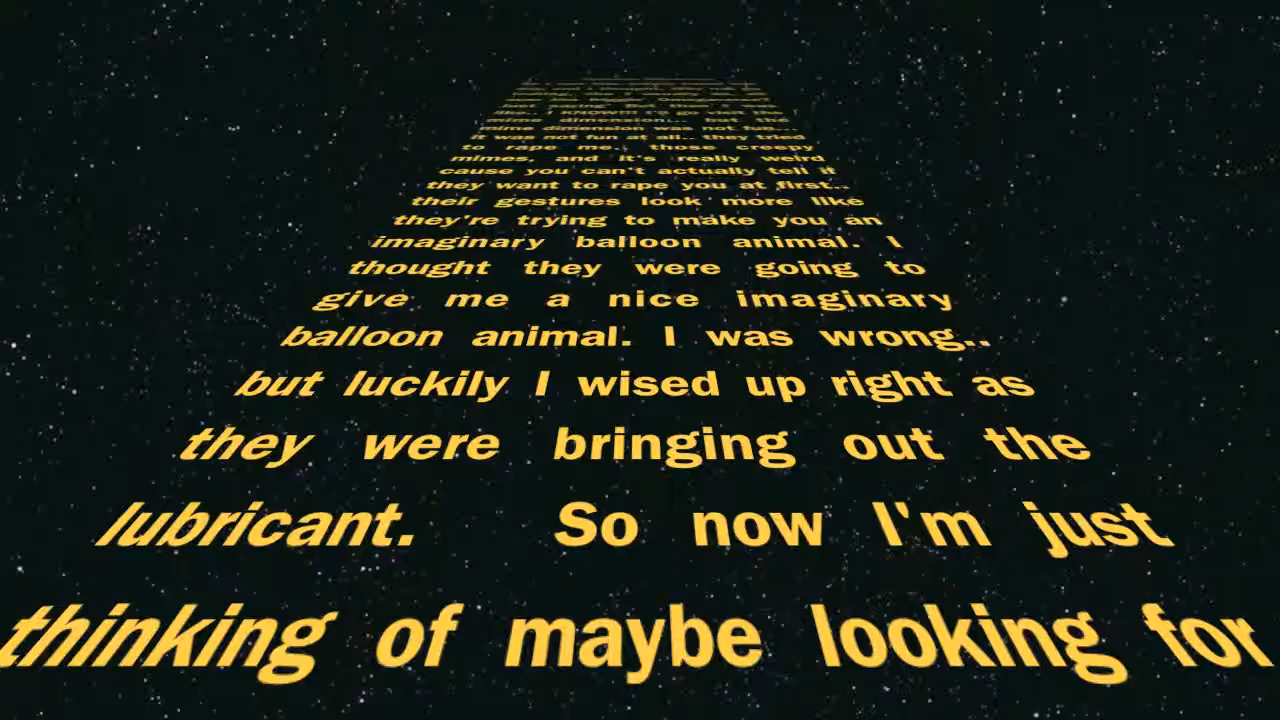 mime dimension was not fun...
it was not fun at all.. they tried
to rape me.. those creepy
mimes, and it's really weird
cause you can't actually tell if
they want to rape you at first..
their gestures look more like
they're trying to make you an
imaginary balloon animal. I
thought they were going to
give me a nice imaginary
balloon animal. I was wrong..
but luckily I wised up right as
they were bringing out the
lubricant. So now I'm just
thinking of maybe looking for